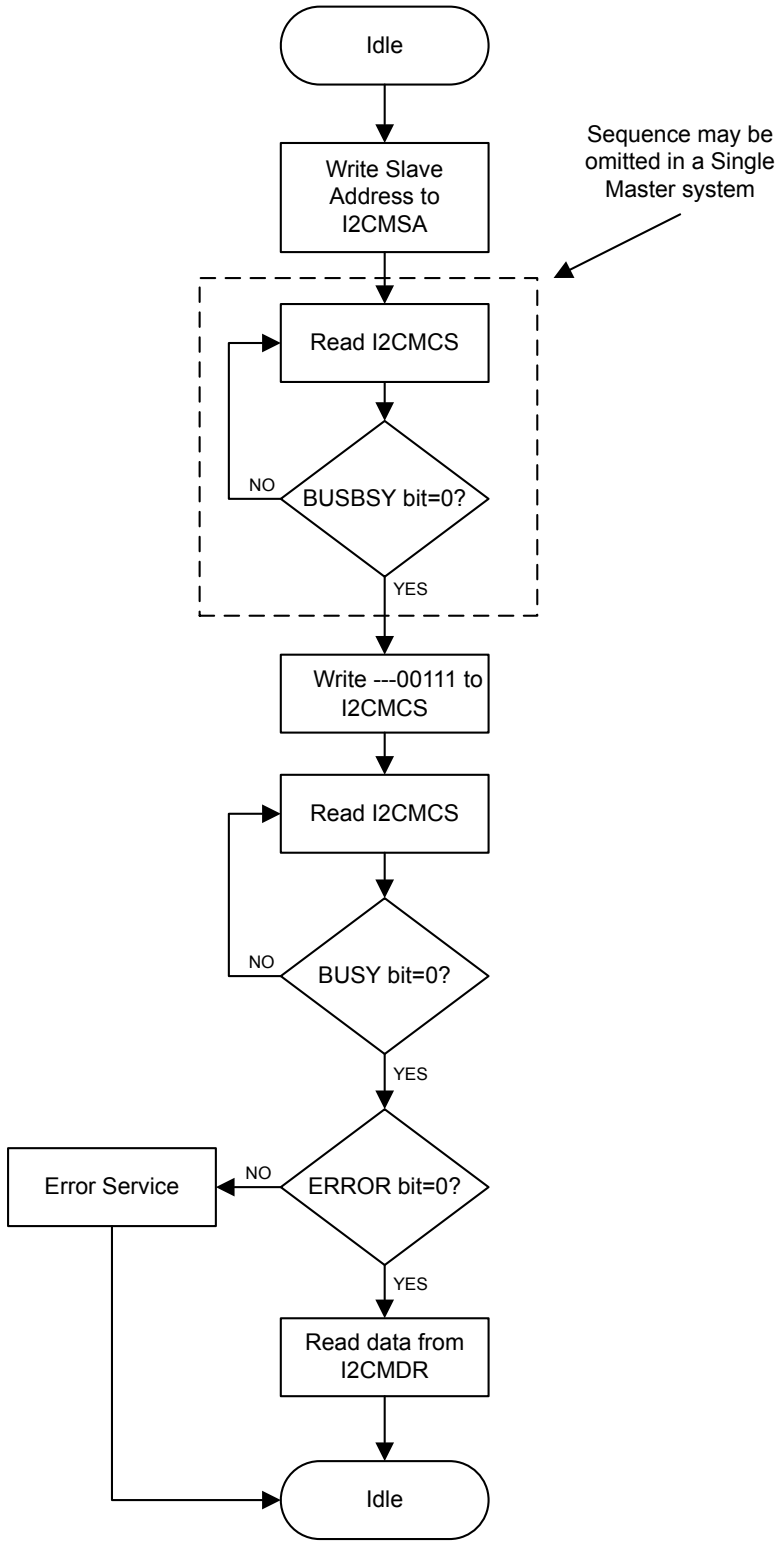 Idle
Sequence may be
omitted in a Single
Master system
Write Slave
Address to
I2CMSA
Read I2CMCS
NO
BUSBSY bit=0?
YES
Write ---00111 to
I2CMCS
Read I2CMCS
NO
BUSY bit=0?
YES
Error Service
NO
ERROR bit=0?
YES
Read data from
I2CMDR
Idle